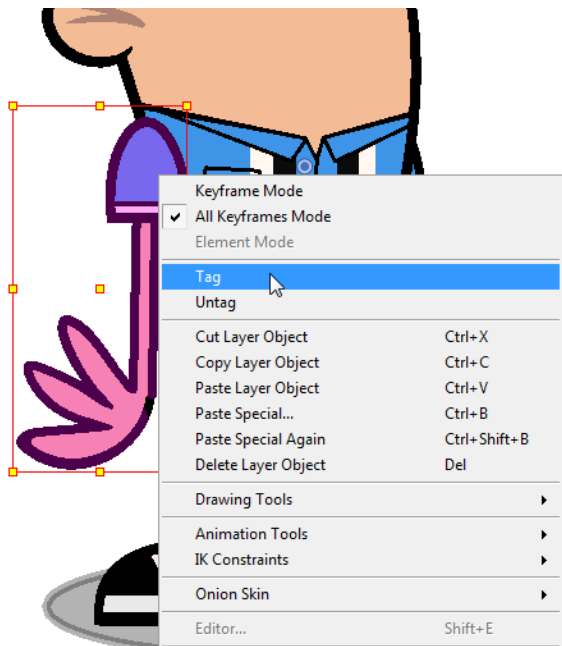 Keyframe Mode
All Keyframes Mode
Element Mode
Tag
Untag
Cut Layer Object Ctrl+X
Copy Layer Object Ctrl+C
Paste Layer Object Ctrl+V
Paste Special... Ctrl+B
Paste Special Again Ctrl+Shift+B
Delete Layer Object Del
Drawing Tools
Animation Tools
IK Constraints
Onion Skin
Editor... Shift+E